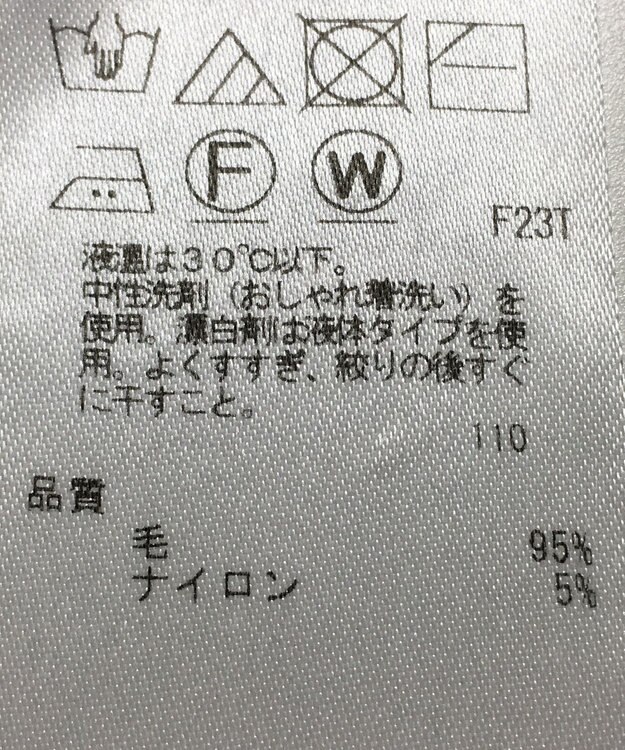 F W
F23T
液温は30℃以下。
中性洗剤（おしゃれ着洗い）を
使用。漂白剤は液体タイプを使
用。よくすすぎ、絞りの後すぐ
に干すこと。
110
品質
毛 95%
ナイロン 5%